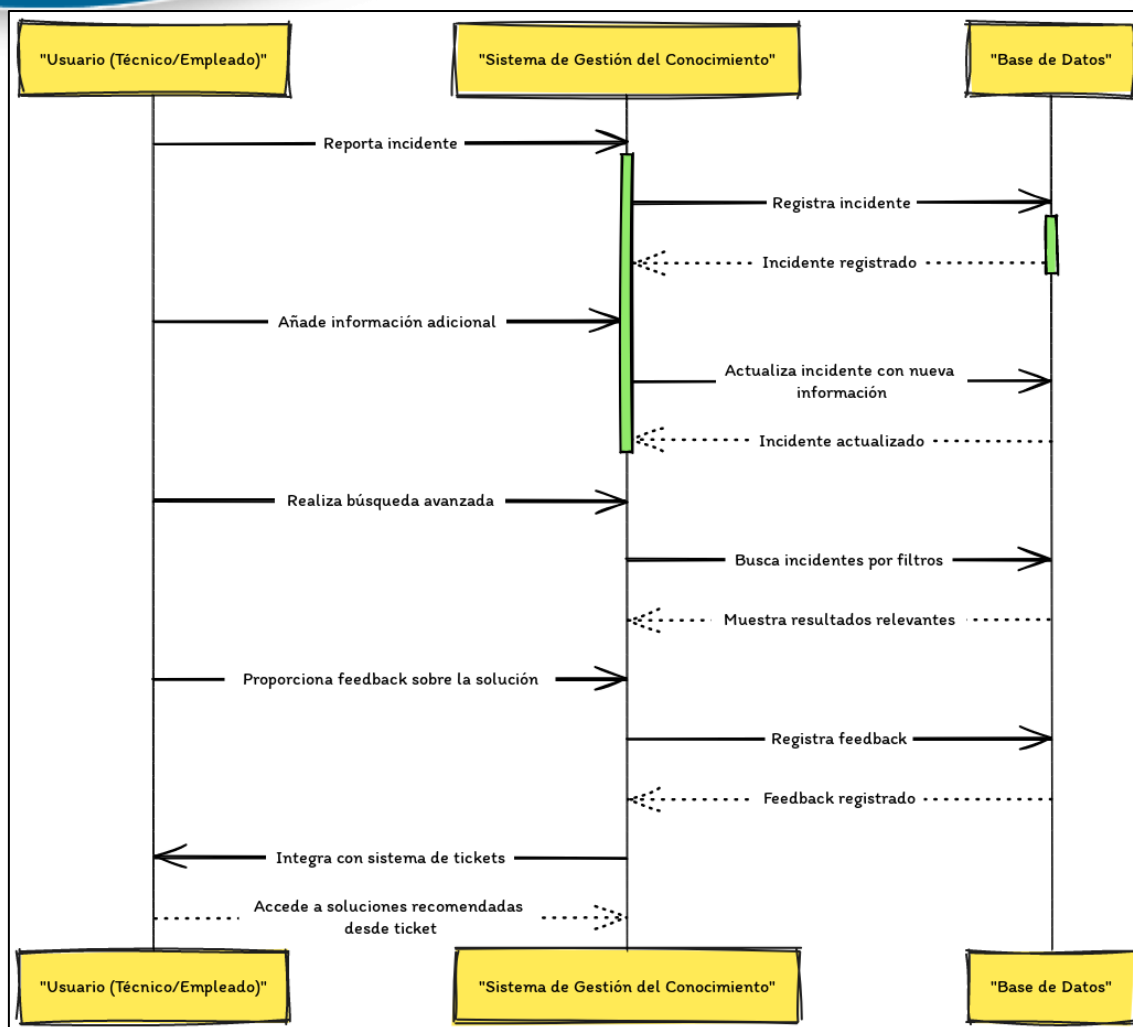 "Usuario (Técnico/Empleado)"
"Sistema de Gestión del Conocimiento"
"Base de Datos"
Reporta incidente
Registra incidente
Incidente registrado
Añade información adicional
Actualiza incidente con nueva
información
Incidente actualizado
Realiza búsqueda avanzada
Busca incidentes por filtros
Muestra resultados relevantes
Proporciona feedback sobre la solución
Registra feedback
Feedback registrado
Integra con sistema de tickets
Accede a soluciones recomendadas
desde ticket
"Usuario (Técnico/Empleado)"
"Sistema de Gestión del Conocimiento"
"Base de Datos"